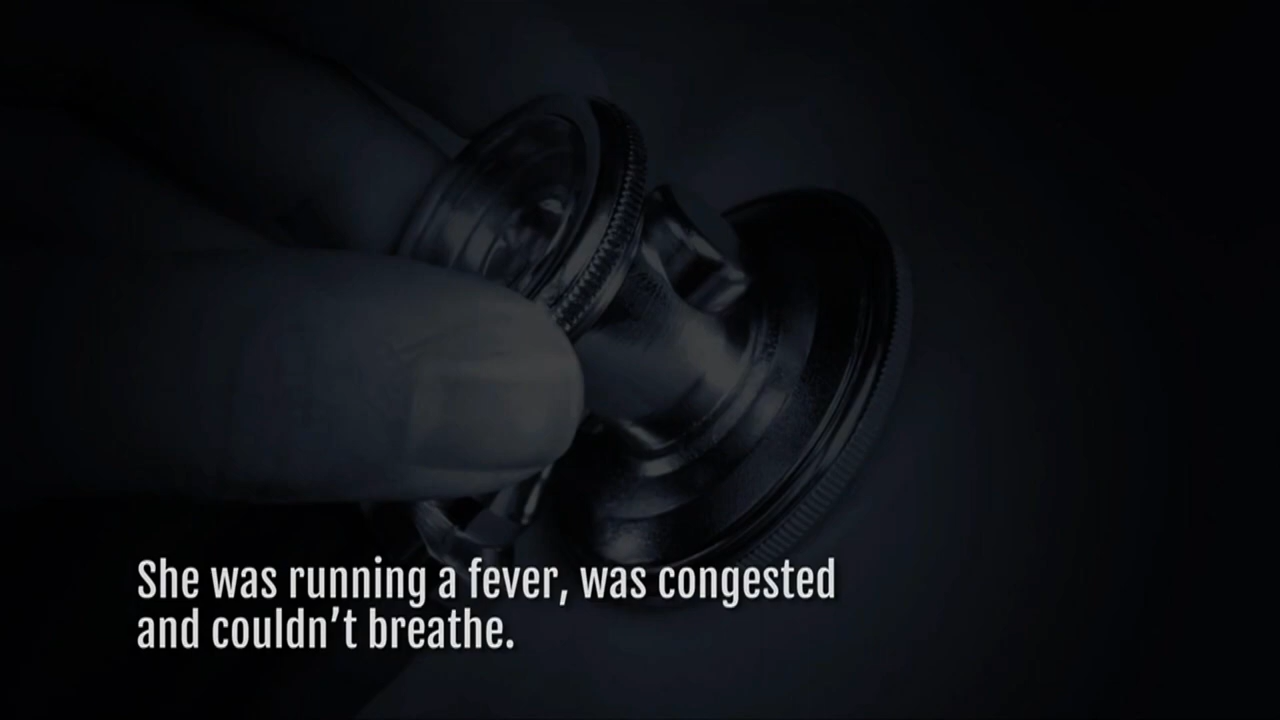 She was running a fever, was congested
and couldn’t breathe.